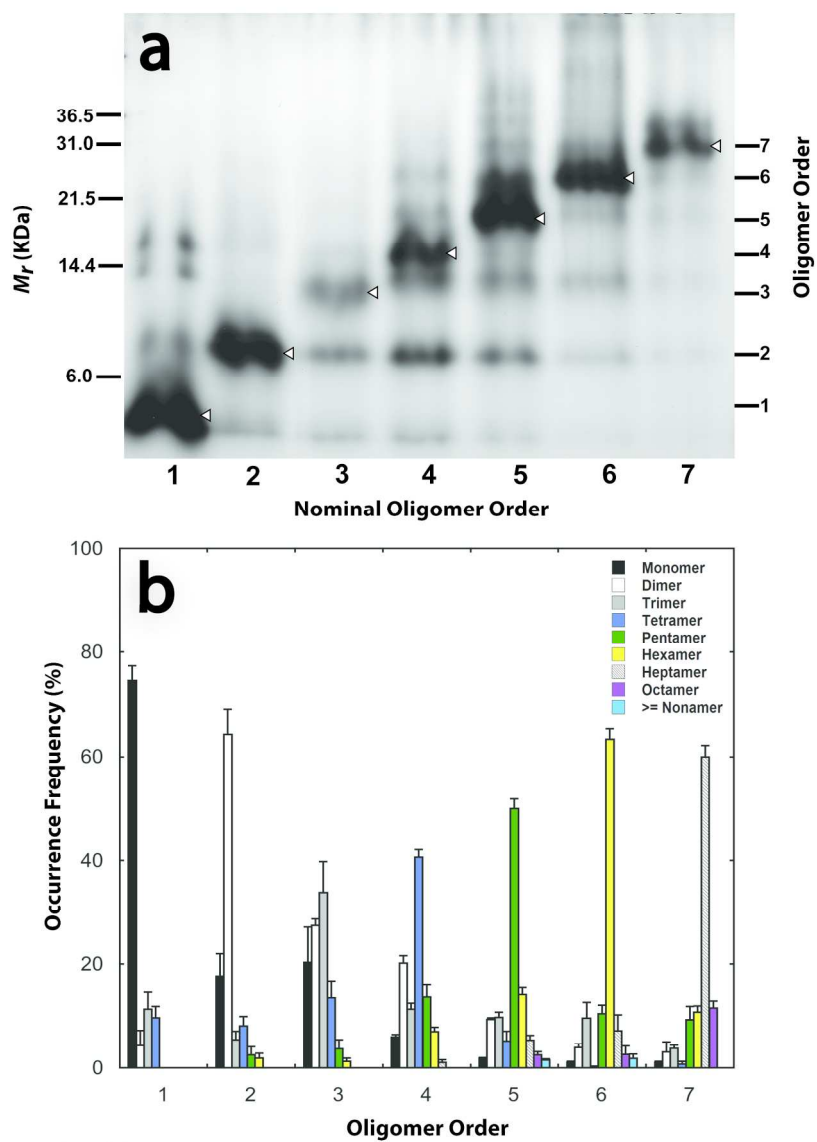 a
36.5
31.0
21.5
14.4
6.0
Mr (KDa)
7
6
5
4
3
2
1
Oligomer Order
1 2 3 4 5 6 7
Nominal Oligomer Order
b
100
80
60
40
20
0
Occurrence Frequency (%)
Monomer
Dimer
Trimer
Tetramer
Pentamer
Hexamer
Heptamer
Octamer
>= Nonamer
1 2 3 4 5 6 7
Oligomer Order